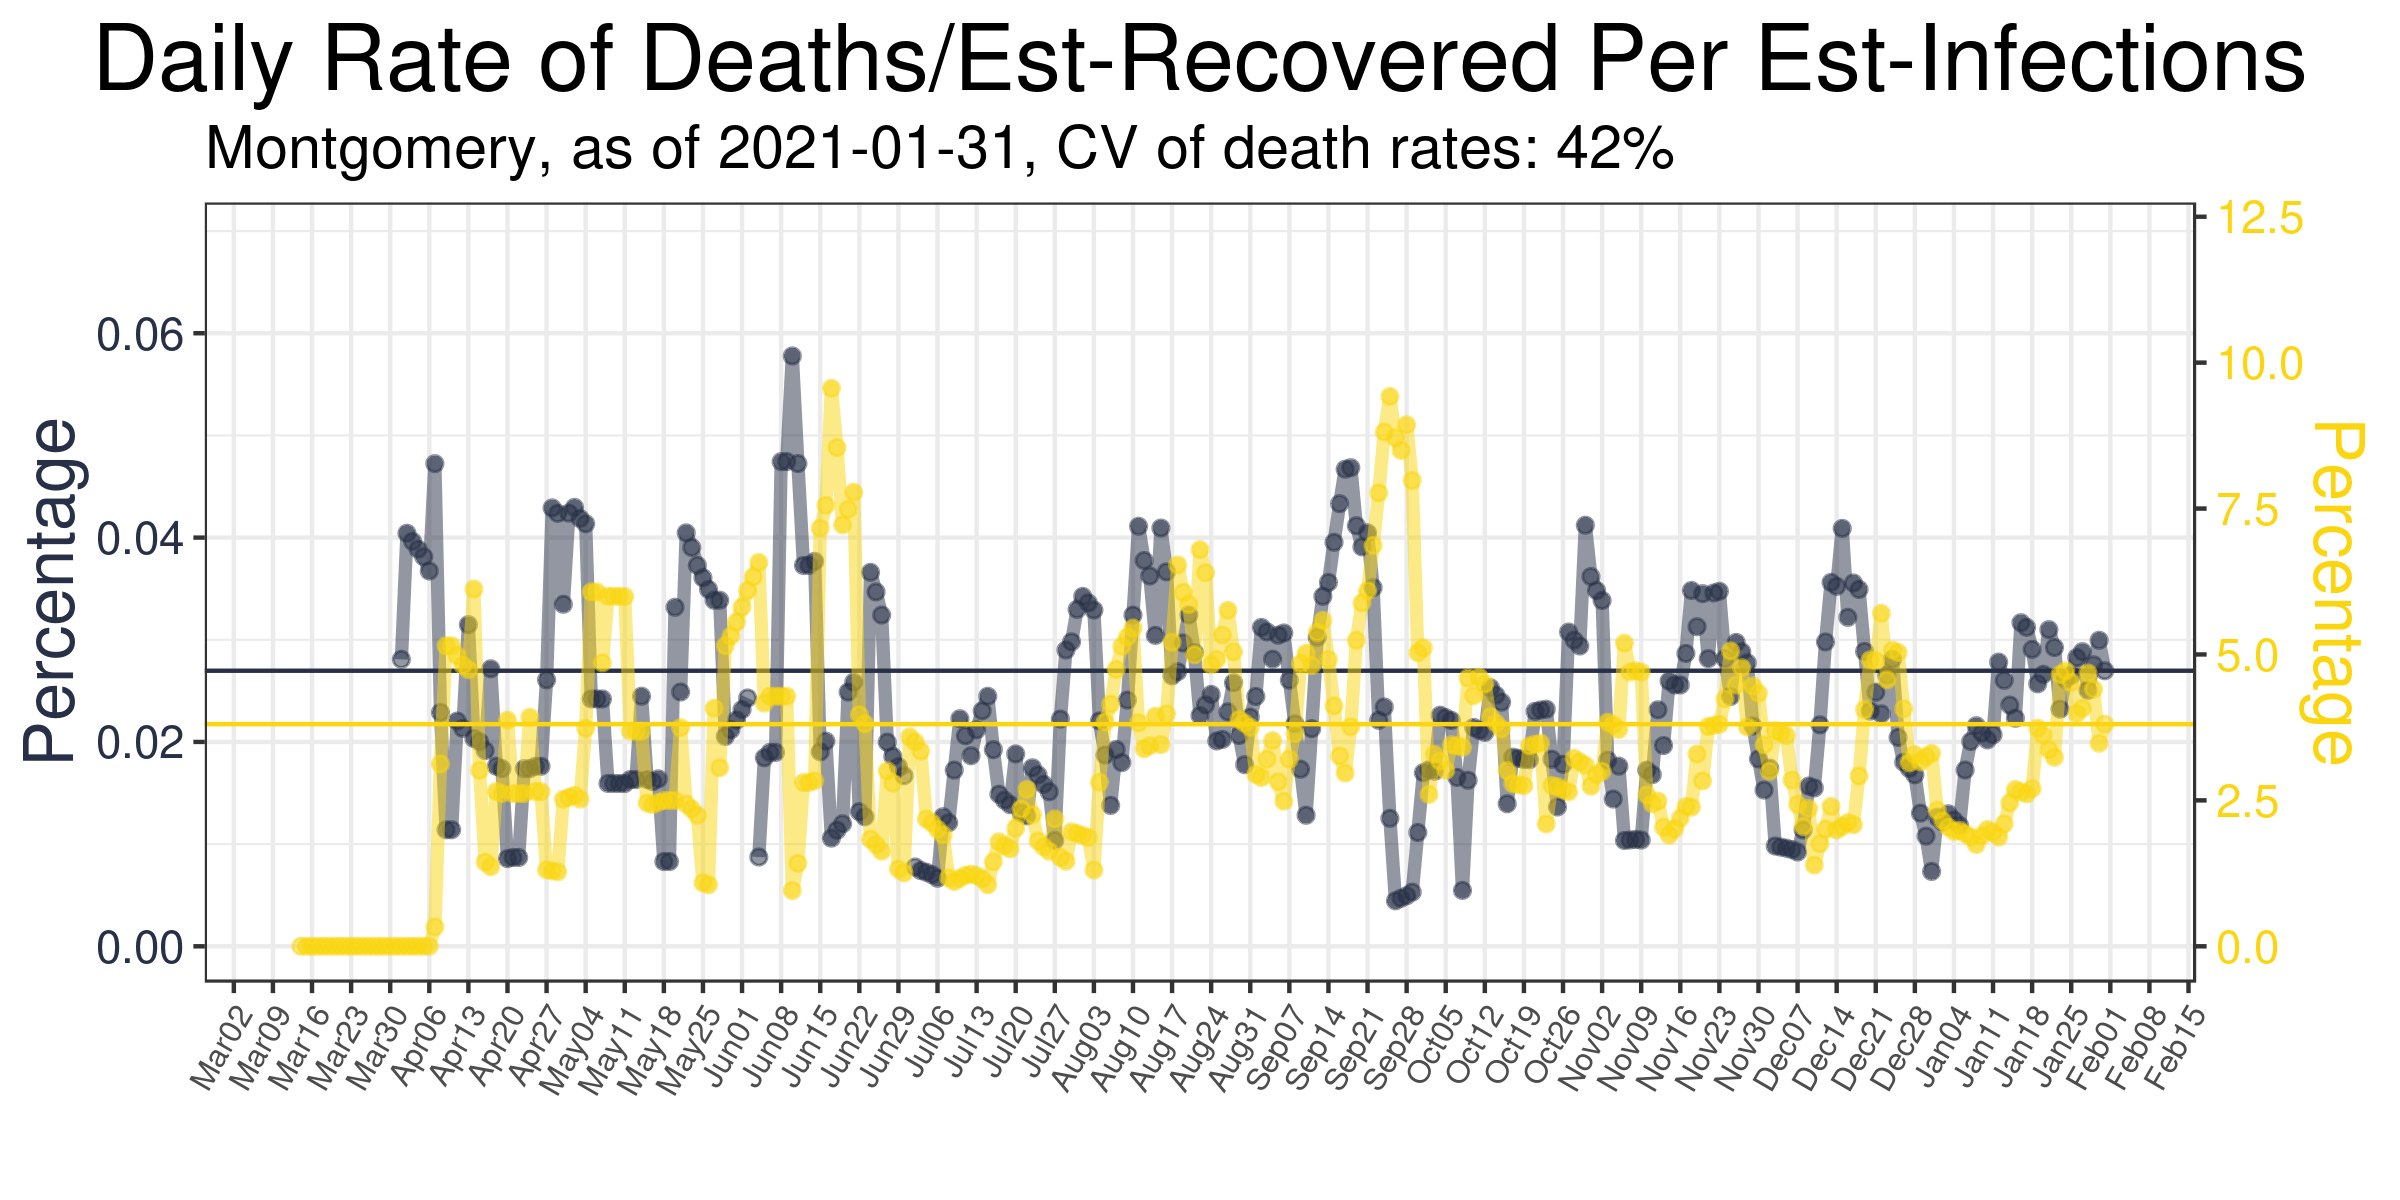 Daily Rate of Deaths/Est-Recovered Per Est-Infections
Montgomery, as of 2021-01-31, CV of death rates: 42%
Percentage
0.06
0.04
0.02
0.00
12.5
10.0
7.5
5.0
2.5
0.0
Percentage
Mar02
Mar09
Mar16
Mar23
Mar30
Apr06
Apr13
Apr20
Apr27
May04
May11
May18
May25
Jun01
Jun08
Jun15
Jun22
Jun29
Jul06
Jul13
Jul20
Jul27
Aug03
Aug10
Aug17
Aug24
Aug31
Sep07
Sep14
Sep21
Sep28
Oct05
Oct12
Oct19
Oct26
Nov02
Nov09
Nov16
Nov23
Nov30
Dec07
Dec14
Dec21
Dec28
Jan04
Jan11
Jan18
Jan25
Feb01
Feb08
Feb15